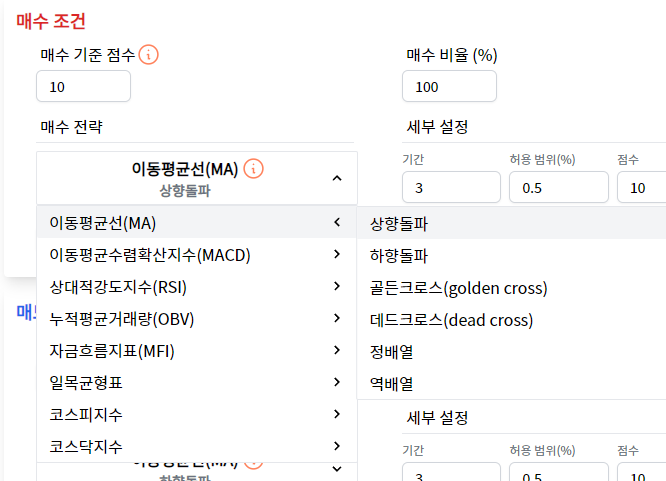 매수 조건
매수 기준 점수
매수 비율 (%)
10
100
매수 전략
세부 설정
이동평균선(MA)
상향돌파
기간
허용 범위(%)
점수
3
0.5
10
이동평균선(MA)
이동평균수렴확산지수(MACD)
상대적강도지수(RSI)
누적평균거래량(OBV)
자금흐름지표(MFI)
일목균형표
코스피지수
코스닥지수
상향돌파
하향돌파
골든크로스(golden cross)
데드크로스(dead cross)
정배열
역배열
세부 설정
기간
허용 범위(%)
점수
3
0.5
10